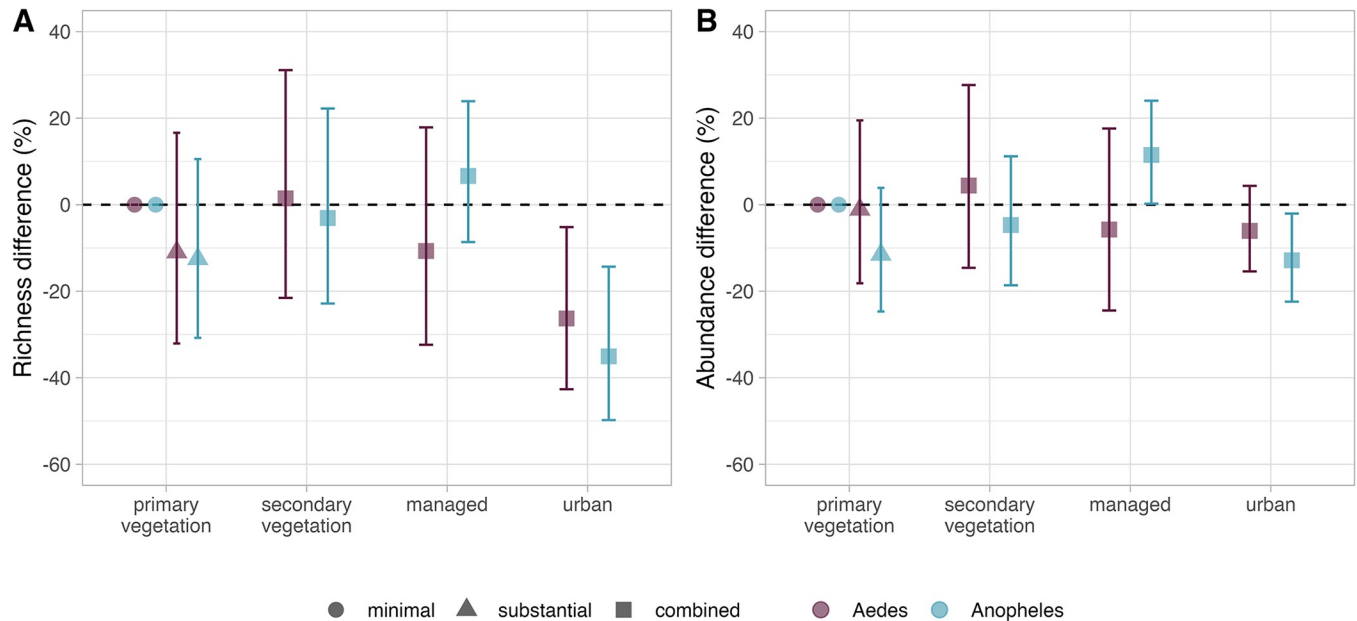 A
Richness difference (%)
40
20
0
-20
-40
-60
primary
vegetation
secondary
vegetation
managed
urban
B
Abundance difference (%)
40
20
0
-20
-40
-60
primary
vegetation
secondary
vegetation
managed
urban
minimal substantial combined Aedes Anopheles